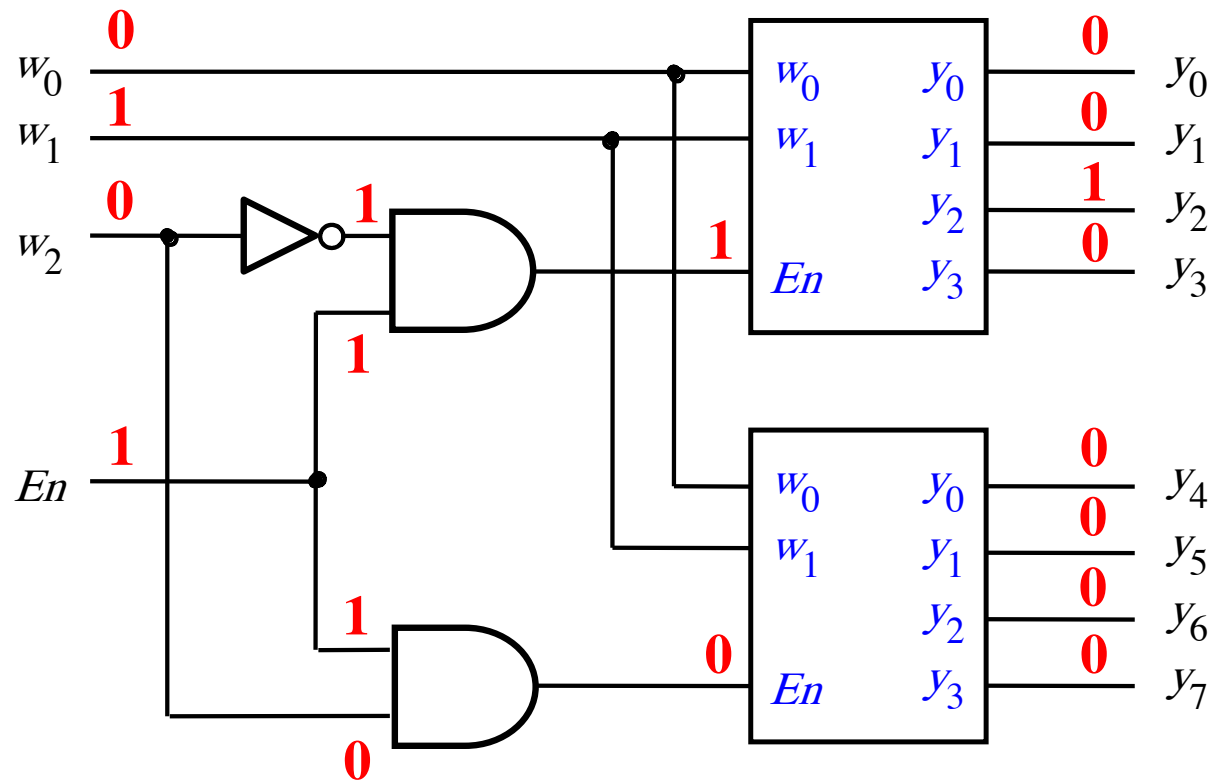 0
w0 w0 y0 0 y0
1
w1 w1 y1 0 y1
0 1 y2 1 y2
w2 1 En y3 0 y3
1
1
En
w0 y0 0 y4
w1 y1 0 y5
1 y2 0 y6
0 En y3 0 y7
0